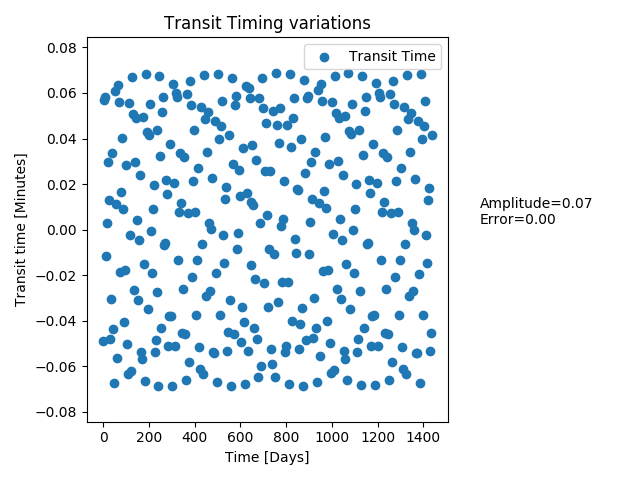 Transit Timing variations
Transit Time
0.08
0.06
0.04
0.02
0.00
−0.02
−0.04
−0.06
−0.08
Transit time [Minutes]
0 200 400 600 800 1000 1200 1400
Time [Days]
Amplitude=0.07
Error=0.00